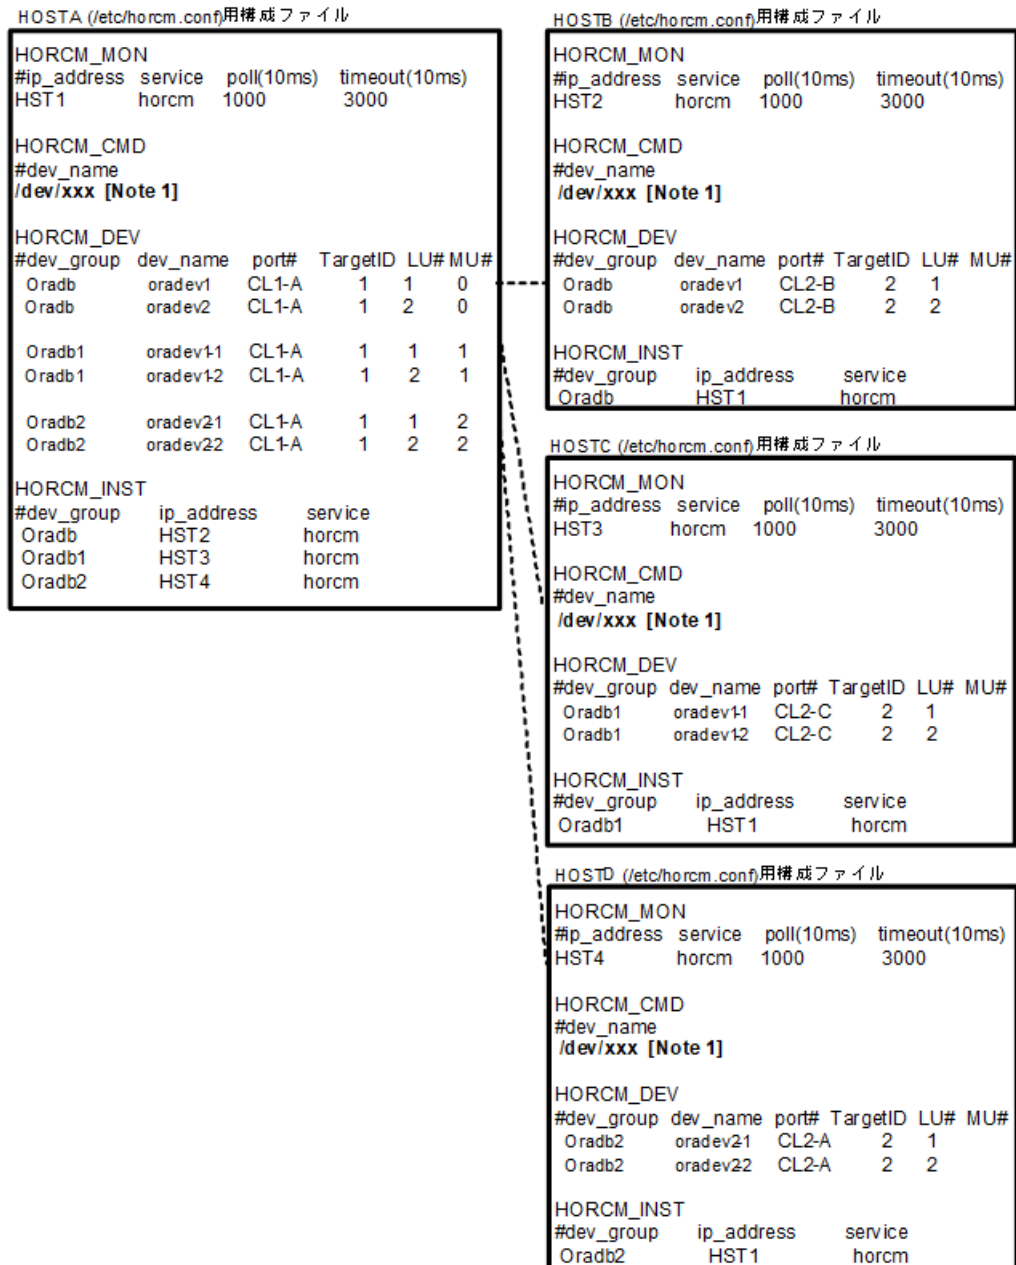 HOSTA (/etc/horcm.conf)用構成ファイル
HORCM_MON
#ip_address service poll(10ms) timeout(10ms)
HST1 horcm 1000 3000
HORCM_CMD
#dev_name
/dev/xxx [Note 1]
HORCM_DEV
#dev_group dev_name port# TargetID LU# MU#
Oradb oradev1 CL1-A 1 1 0
Oradb oradev2 CL1-A 1 2 0
Oradb1 oradev1-1 CL1-A 1 1 1
Oradb1 oradev1-2 CL1-A 1 2 1
Oradb2 oradev2-1 CL1-A 1 1 2
Oradb2 oradev2-2 CL1-A 1 2 2
HORCM_INST
#dev_group ip_address service
Oradb HST2 horcm
Oradb1 HST3 horcm
Oradb2 HST4 horcm
HOSTB (/etc/horcm.conf)用構成ファイル
HORCM_MON
#ip_address service poll(10ms) timeout(10ms)
HST2 horcm 1000 3000
HORCM_CMD
#dev_name
/dev/xxx [Note 1]
HORCM_DEV
#dev_group dev_name port# TargetID LU# MU#
Oradb oradev1 CL2-B 2 1
Oradb oradev2 CL2-B 2 2
HORCM_INST
#dev_group ip_address service
Oradb HST1 horcm
HOSTC (/etc/horcm.conf)用構成ファイル
HORCM_MON
#ip_address service poll(10ms) timeout(10ms)
HST3 horcm 1000 3000
HORCM_CMD
#dev_name
/dev/xxx [Note 1]
HORCM_DEV
#dev_group dev_name port# TargetID LU# MU#
Oradb1 oradev1-1 CL2-C 2 1
Oradb1 oradev1-2 CL2-C 2 2
HORCM_INST
#dev_group ip_address service
Oradb1 HST1 horcm
HOSTD (/etc/horcm.conf)用構成ファイル
HORCM_MON
#ip_address service poll(10ms) timeout(10ms)
HST4 horcm 1000 3000
HORCM_CMD
#dev_name
/dev/xxx [Note 1]
HORCM_DEV
#dev_group dev_name port# TargetID LU# MU#
Oradb2 oradev2-1 CL2-A 2 1
Oradb2 oradev2-2 CL2-A 2 2
HORCM_INST
#dev_group ip_address service
Oradb2 HST1 horcm